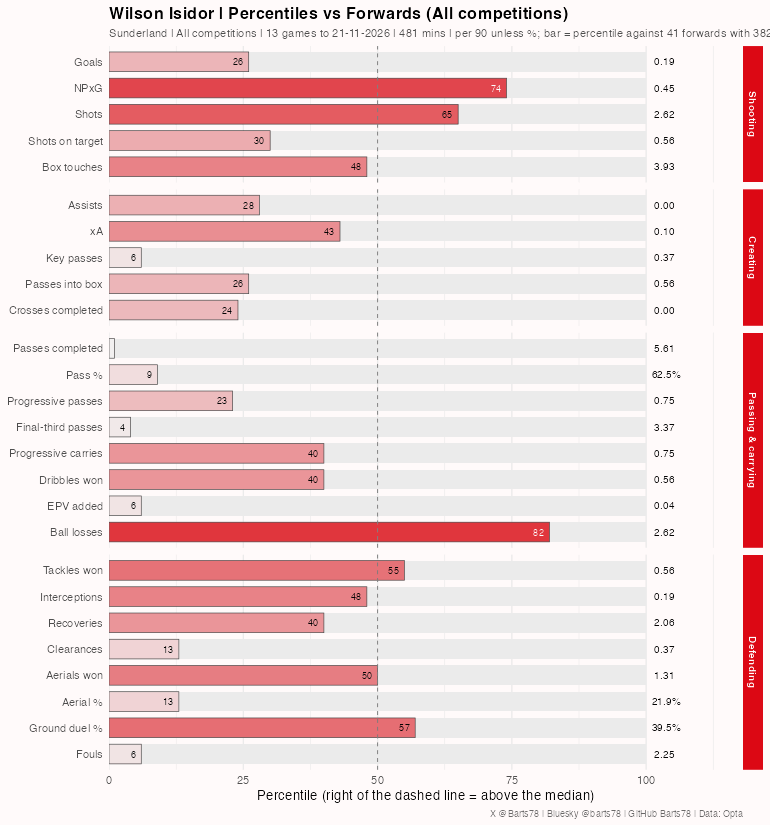 Wilson Isidor | Percentiles vs Forwards (All competitions)
Sunderland | All competitions | 13 games to 21-11-2026 | 481 mins | per 90 unless %; bar = percentile against 41 forwards with 382
Goals 26 0.19
NPxG 74 0.45
Shots 65 2.62
Shots on target 30 0.56
Box touches 48 3.93
Shooting
Assists 28 0.00
xA 43 0.10
Key passes 6 0.37
Passes into box 26 0.56
Crosses completed 24 0.00
Creating
Passes completed 5.61
Pass % 9 62.5%
Progressive passes 23 0.75
Final-third passes 4 3.37
Progressive carries 40 0.75
Dribbles won 40 0.56
EPV added 6 0.04
Ball losses 82 2.62
Passing & carrying
Tackles won 55 0.56
Interceptions 48 0.19
Recoveries 40 2.06
Clearances 13 0.37
Aerials won 50 1.31
Aerial % 13 21.9%
Ground duel % 57 39.5%
Fouls 6 2.25
Defending
0 25 50 75 100
Percentile (right of the dashed line = above the median)
X @Barts78 | Bluesky @barts78 | GitHub Barts78 | Data: Opta